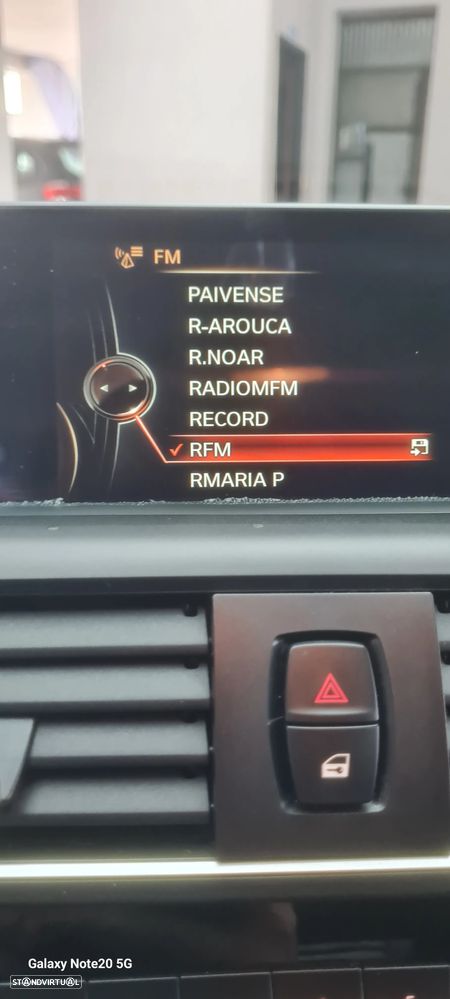 FM
PAIVENSE
R-AROUCA
R.NOAR
RADIOMFM
RECORD
RFM
RMARIA P
Galaxy Note20 5G
STANDVIRTUAL